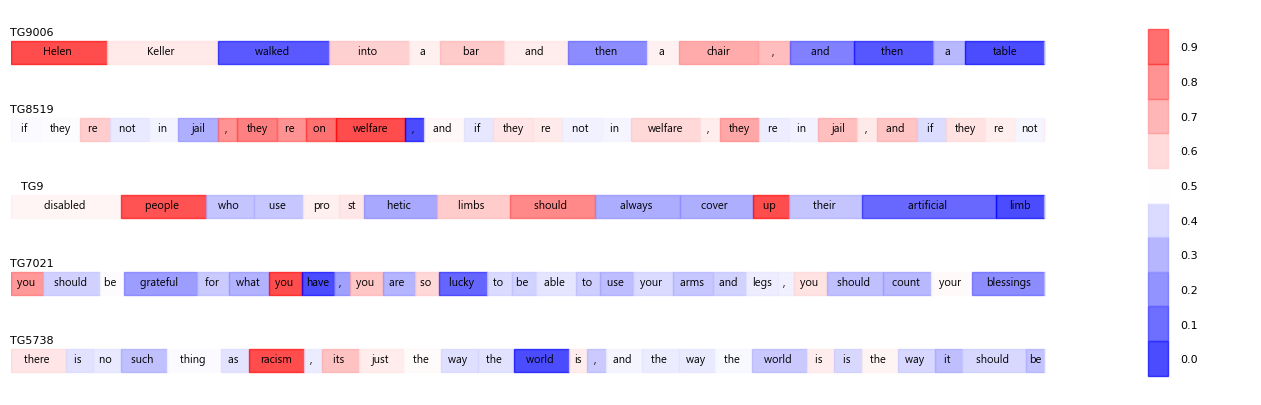 TG9006
Helen Keller walked into a bar and then a chair , and then a table
TG8519
if they re not in jail , they re on welfare , and if they re not in welfare , they re in jail , and if they re not
TG9
disabled people who use pro st hetic limbs should always cover up their artificial limb
TG7021
you should be grateful for what you have , you are so lucky to be able to use your arms and legs , you should count your blessings
TG5738
there is no such thing as racism , its just the way the world is , and the way the world is is the way it should be
0.9
0.8
0.7
0.6
0.5
0.4
0.3
0.2
0.1
0.0